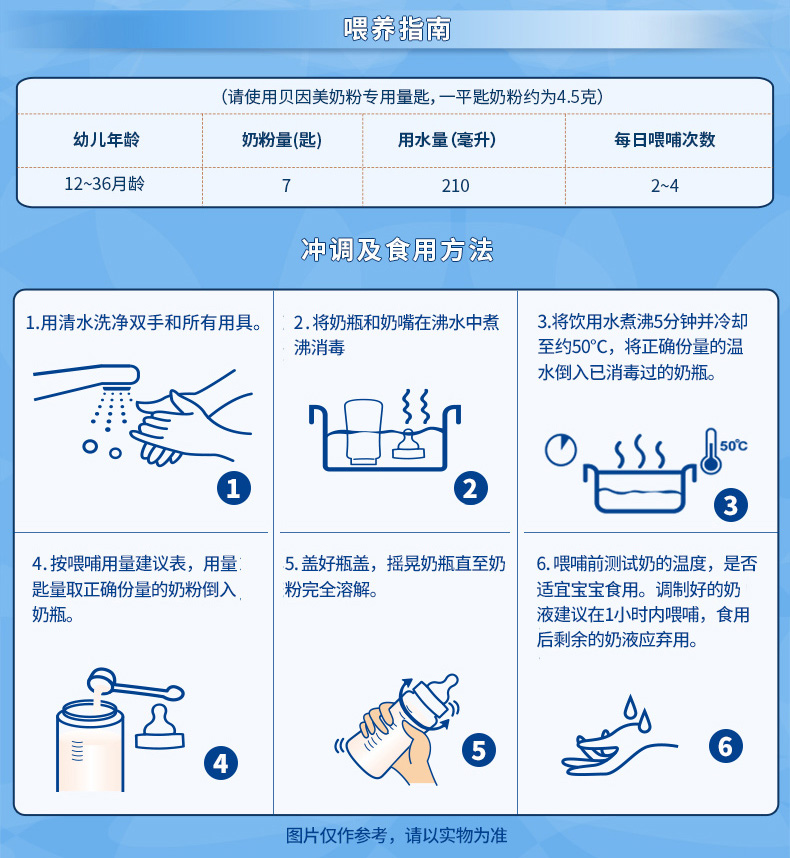 喂养指南
（请使用贝因美奶粉专用量匙，一平匙奶粉约为4.5克）
幼儿年龄 奶粉量(匙) 用水量（毫升） 每日喂哺次数
12~36月龄 7 210 2~4
冲调及食用方法
1.用清水洗净双手和所有用具。
1
2.将奶瓶和奶嘴在沸水中煮
沸消毒
2
3.将饮用水煮沸5分钟并冷却
至约50℃，将正确份量的温
水倒入已消毒过的奶瓶。
50℃
3
4.按喂哺用量建议表，用量
匙量取正确份量的奶粉倒入
奶瓶。
4
5.盖好瓶盖，摇晃奶瓶直至奶
粉完全溶解。
5
6.喂哺前测试奶的温度，是否
适宜宝宝食用。调制好的奶
液建议在1小时内喂哺，食用
后剩余的奶液应弃用。
6
图片仅作参考，请以实物为准